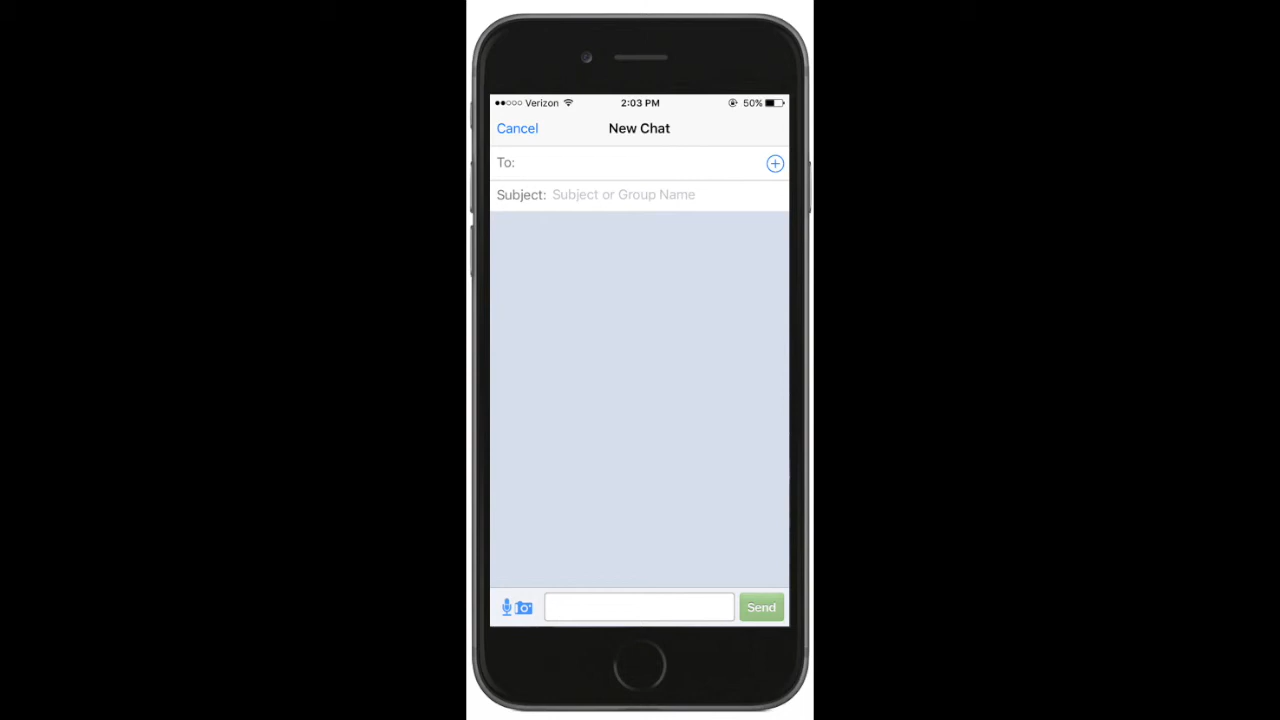 Verizon 2:03 PM 50%
Cancel New Chat
To:
Subject: Subject or Group Name
Send